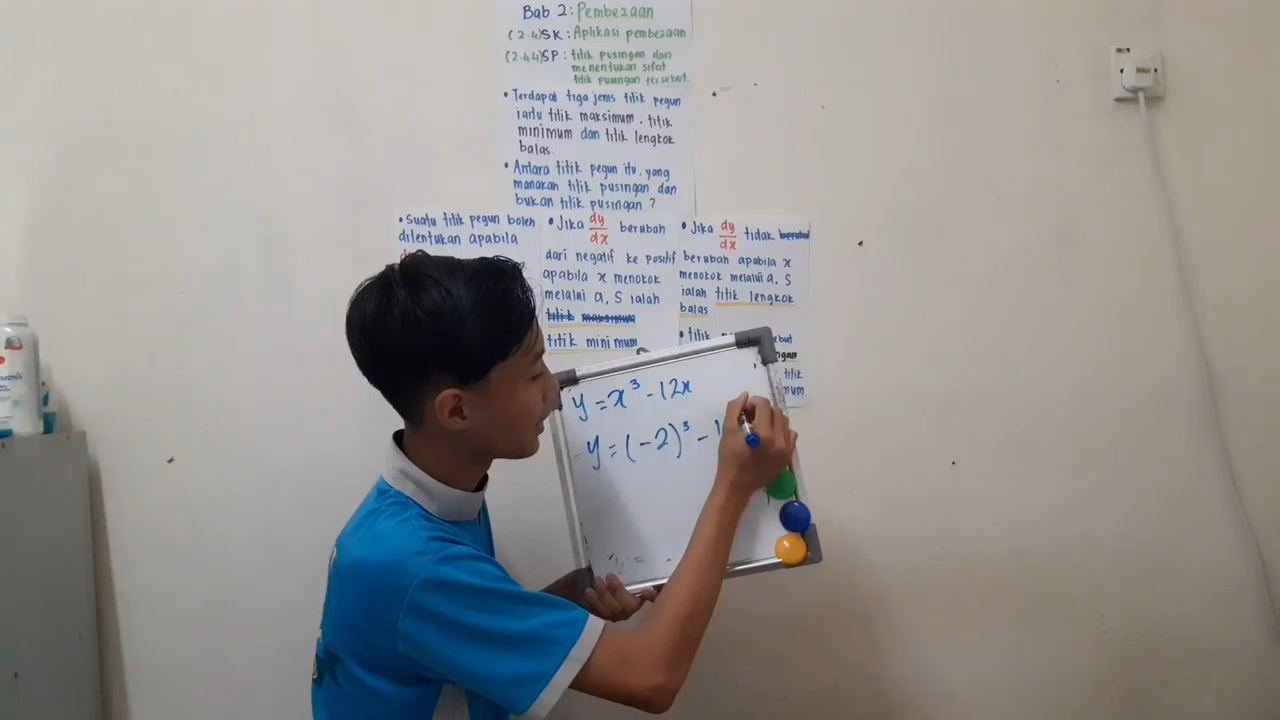 Bab 2: Pembezaan
(2.4)SK: Aplikasi pembezaan
(2.4.4)SP: titik pusingan dan
menentukan sifat
titik pusingan tersebut.
• Terdapat tiga jenis titik pegun
iaitu titik maksimum, titik
minimum dan titik lengkok
balas.
• Antara titik pegun itu, yang
manakah titik pusingan dan
bukan titik pusingan?
• Suatu titik pegun boleh
ditentukan apabila
• Jika dy/dx berubah
dari negatif ke positif
apabila x menokok
melalui a, S ialah
titik maksimum
titik minimum
• Jika dy/dx tidak berubah
berubah apabila x
menokok melalui a, S
ialah titik lengkok
balas
• titik
titik
y = x³ - 12x
y = (-2)³ - 1